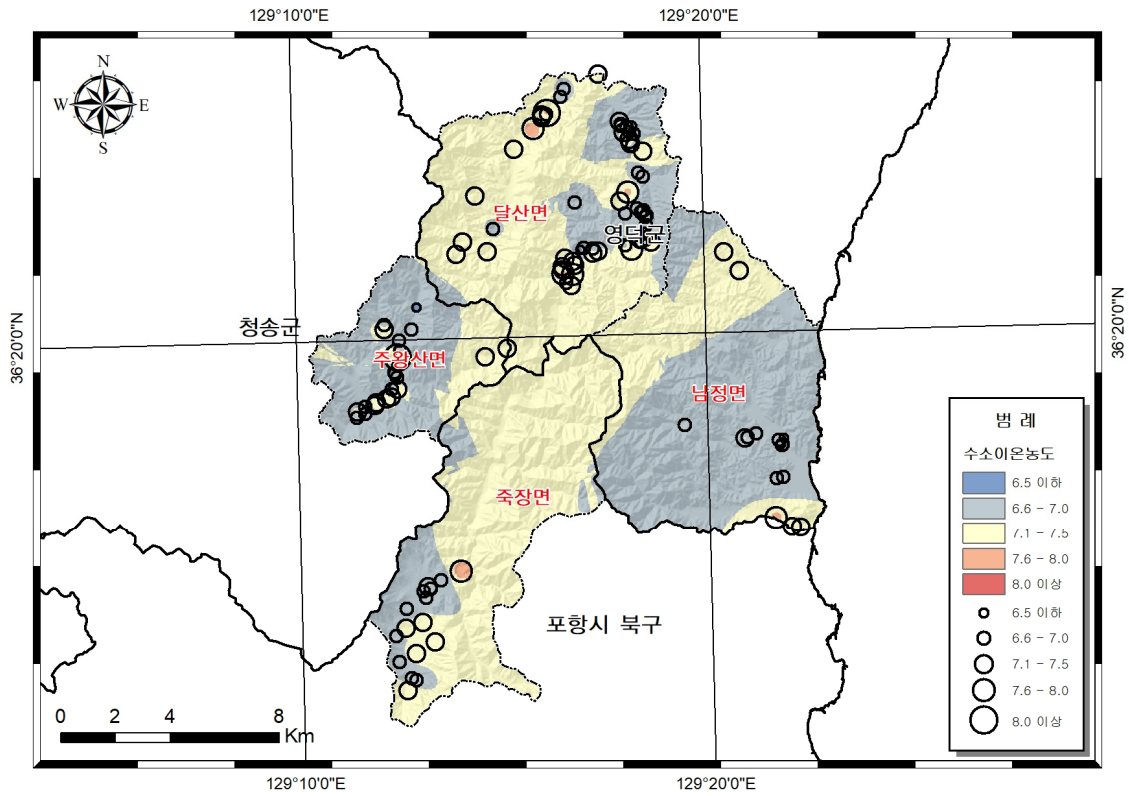 129°10'0"E
129°20'0"E
N
W
E
S
달산면
영덕군
청송군
36°20'0"N
36°20'0"N
주왕산면
남정면
죽장면
포항시 북구
범 례
수소이온농도
6.5 이하
6.6 - 7.0
7.1 - 7.5
7.6 - 8.0
8.0 이상
6.5 이하
6.6 - 7.0
7.1 - 7.5
7.6 - 8.0
8.0 이상
0 2 4 8
Km
129°10'0"E
129°20'0"E